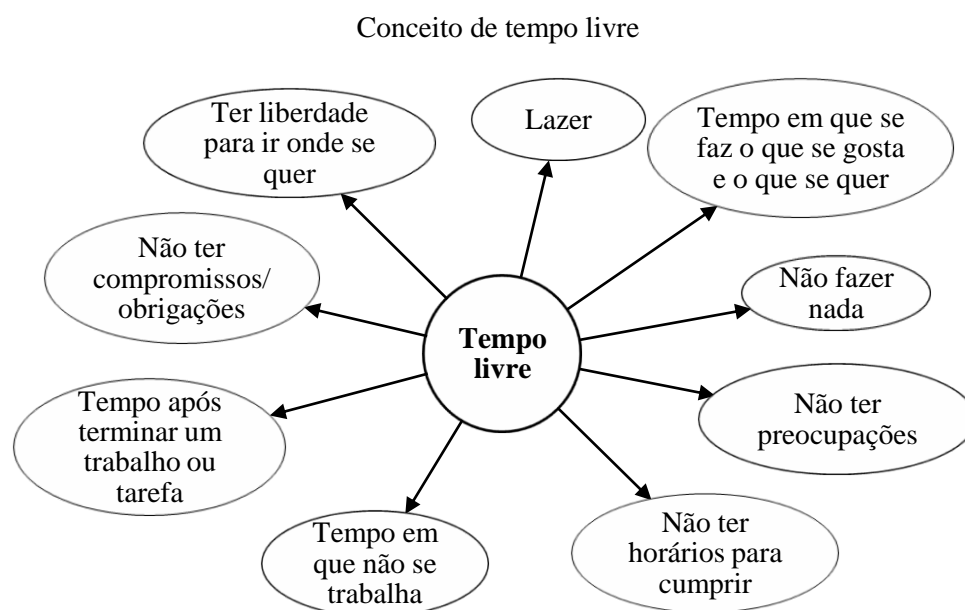 Conceito de tempo livre
Ter liberdade
para ir onde se
quer
Lazer
Tempo em que se
faz o que se gosta
e o que se quer
Não ter
compromissos/
obrigações
Não fazer
nada
Tempo
livre
Tempo após
terminar um
trabalho ou
tarefa
Não ter
preocupações
Tempo em
que não se
trabalha
Não ter
horários para
cumprir